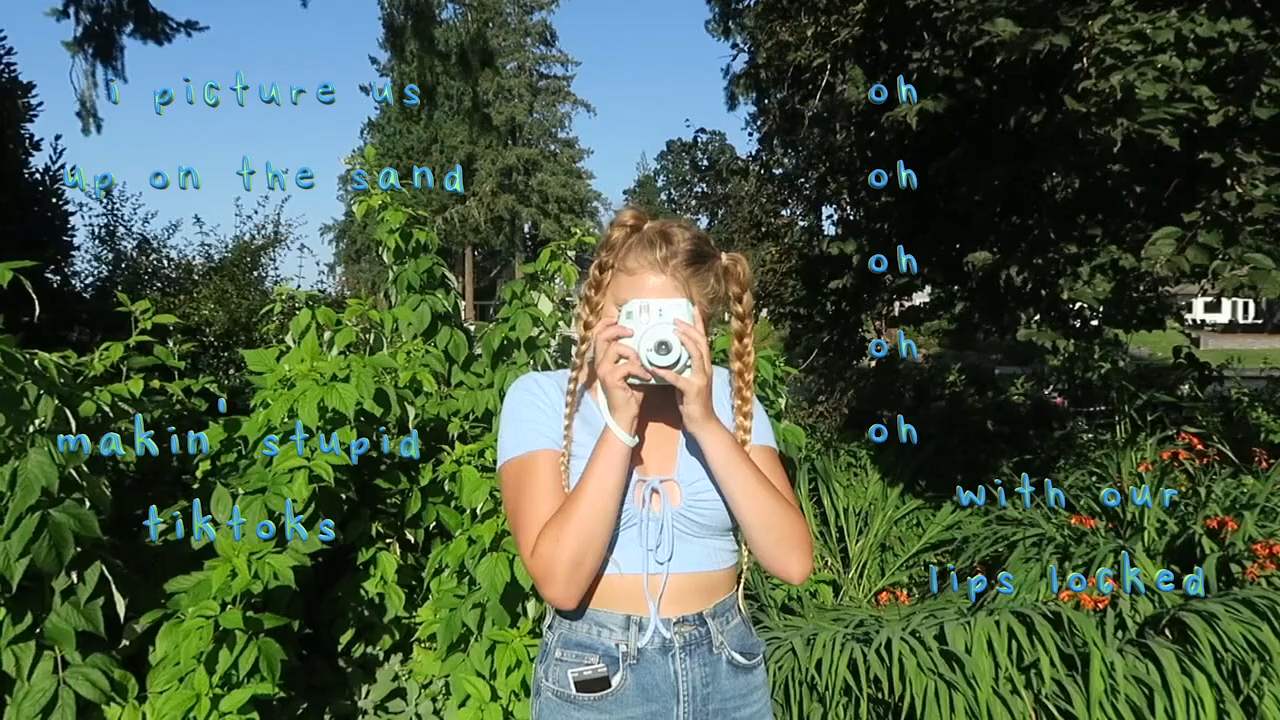 i picture us
up on the sand
makin' stupid
tiktoks
oh
oh
oh
oh
oh
with our
lips locked